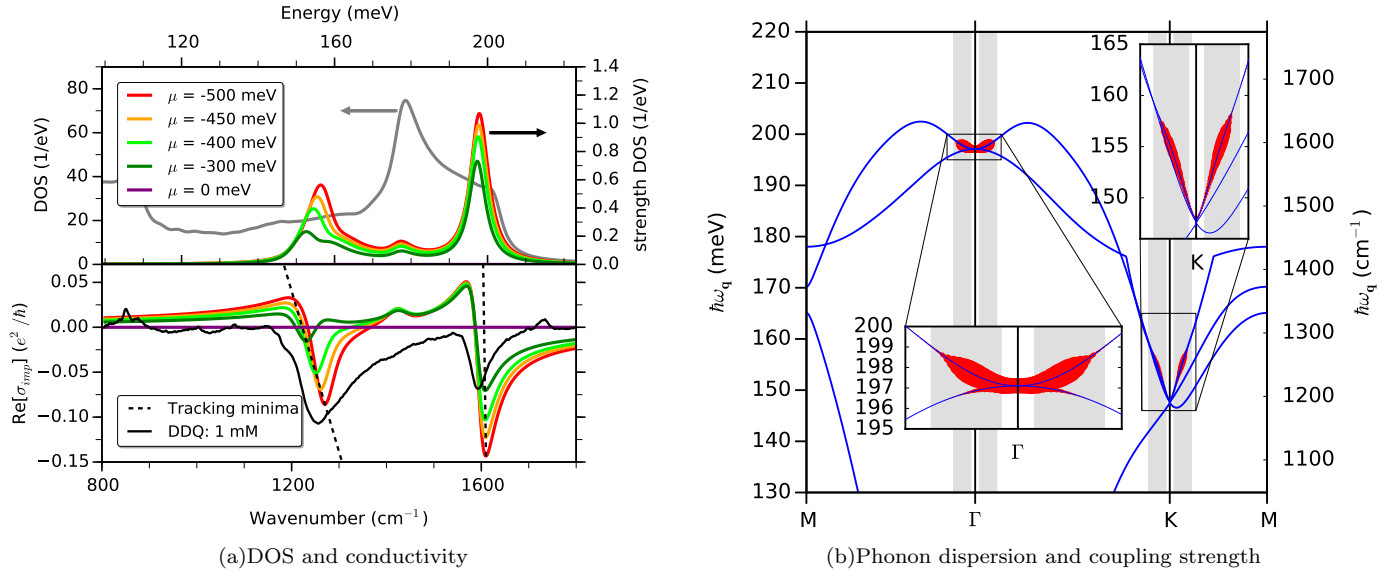 Energy (meV)
120 160 200
DOS (1/eV)
80
60
40
20
0
μ = -500 meV
μ = -450 meV
μ = -400 meV
μ = -300 meV
μ = 0 meV
1.4
1.2
1.0
0.8
0.6
0.4
0.2
0.0
strength DOS (1/eV)
Re[σimp] (e² /ℏ)
0.05
0.00
−0.05
−0.10
−0.15
Tracking minima
DDQ: 1 mM
800 1200 1600
Wavenumber (cm⁻¹)
(a)DOS and conductivity
ℏωq (meV)
220
210
200
190
180
170
160
150
140
130
M Γ K M
1700
1600
1500
1400
1300
1200
1100
ℏωq (cm⁻¹)
165
160
155
150
K
200
199
198
197
196
195
Γ
(b)Phonon dispersion and coupling strength